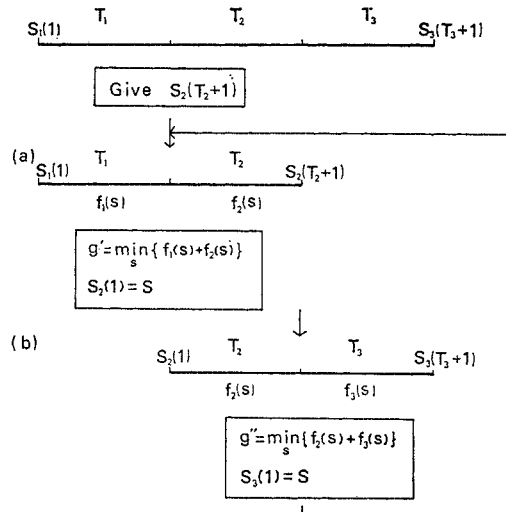 T₁ T₂ T₃
S₁(1) S₃(T₃+1)
Give S₂(T₂+1)
(a) T₁ T₂
S₁(1) S₂(T₂+1)
f₁(s) f₂(s)
g′=min{f₁(s)+f₂(s)}
s
S₂(1)=S
(b)
T₂ T₃
S₂(1) S₃(T₃+1)
f₂(s) f₃(s)
g″=min{f₂(s)+f₃(s)}
s
S₃(1)=S